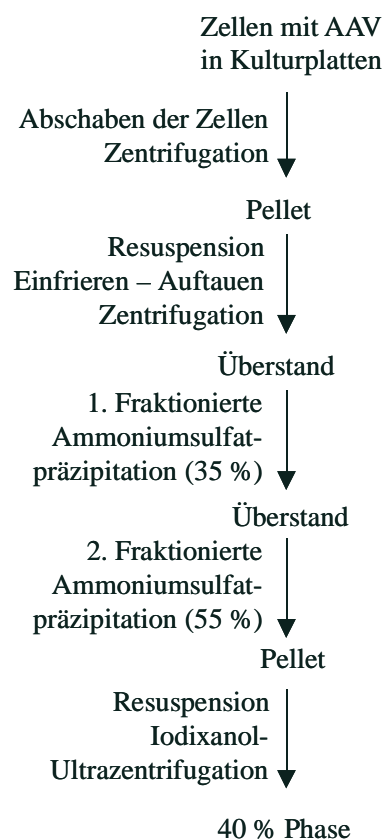 Zellen mit AAV
in Kulturplatten
Abschaben der Zellen
Zentrifugation
Pellet
Resuspension
Einfrieren – Auftauen
Zentrifugation
Überstand
1. Fraktionierte
Ammoniumsulfat-
präzipitation (35 %)
Überstand
2. Fraktionierte
Ammoniumsulfat-
präzipitation (55 %)
Pellet
Resuspension
Iodixanol-
Ultrazentrifugation
40 % Phase